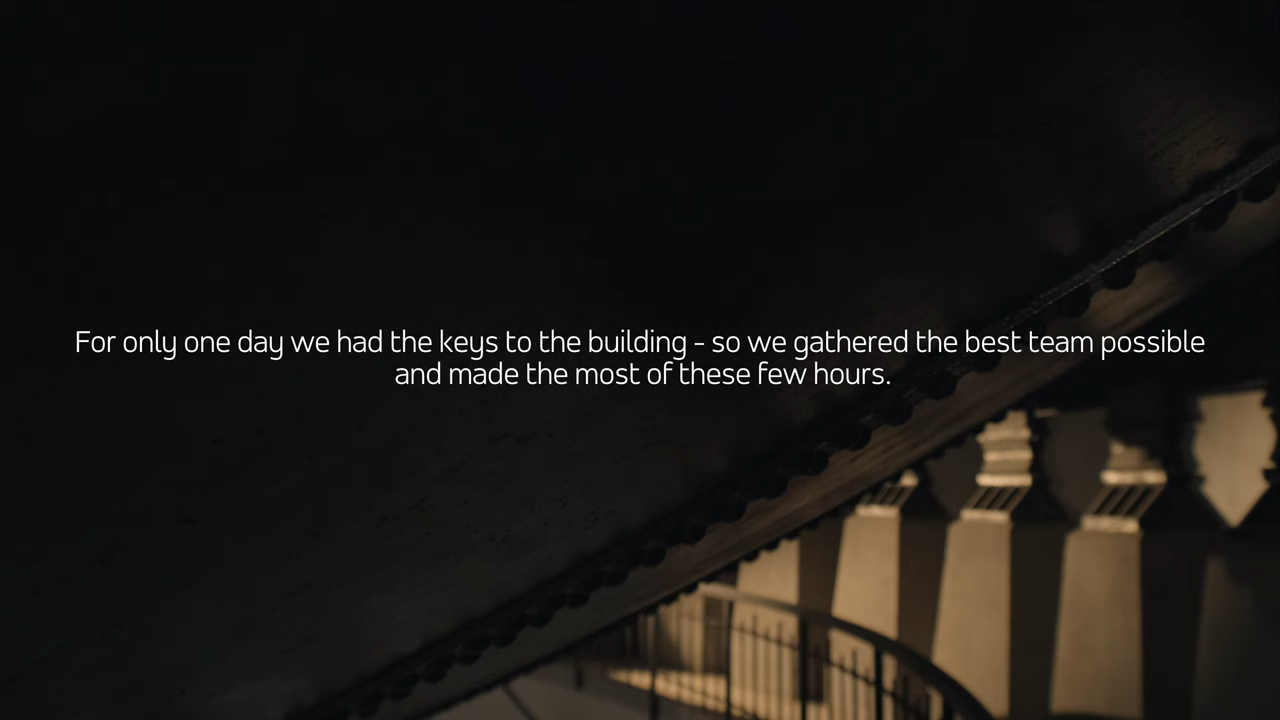 For only one day we had the keys to the building - so we gathered the best team possible
and made the most of these few hours.